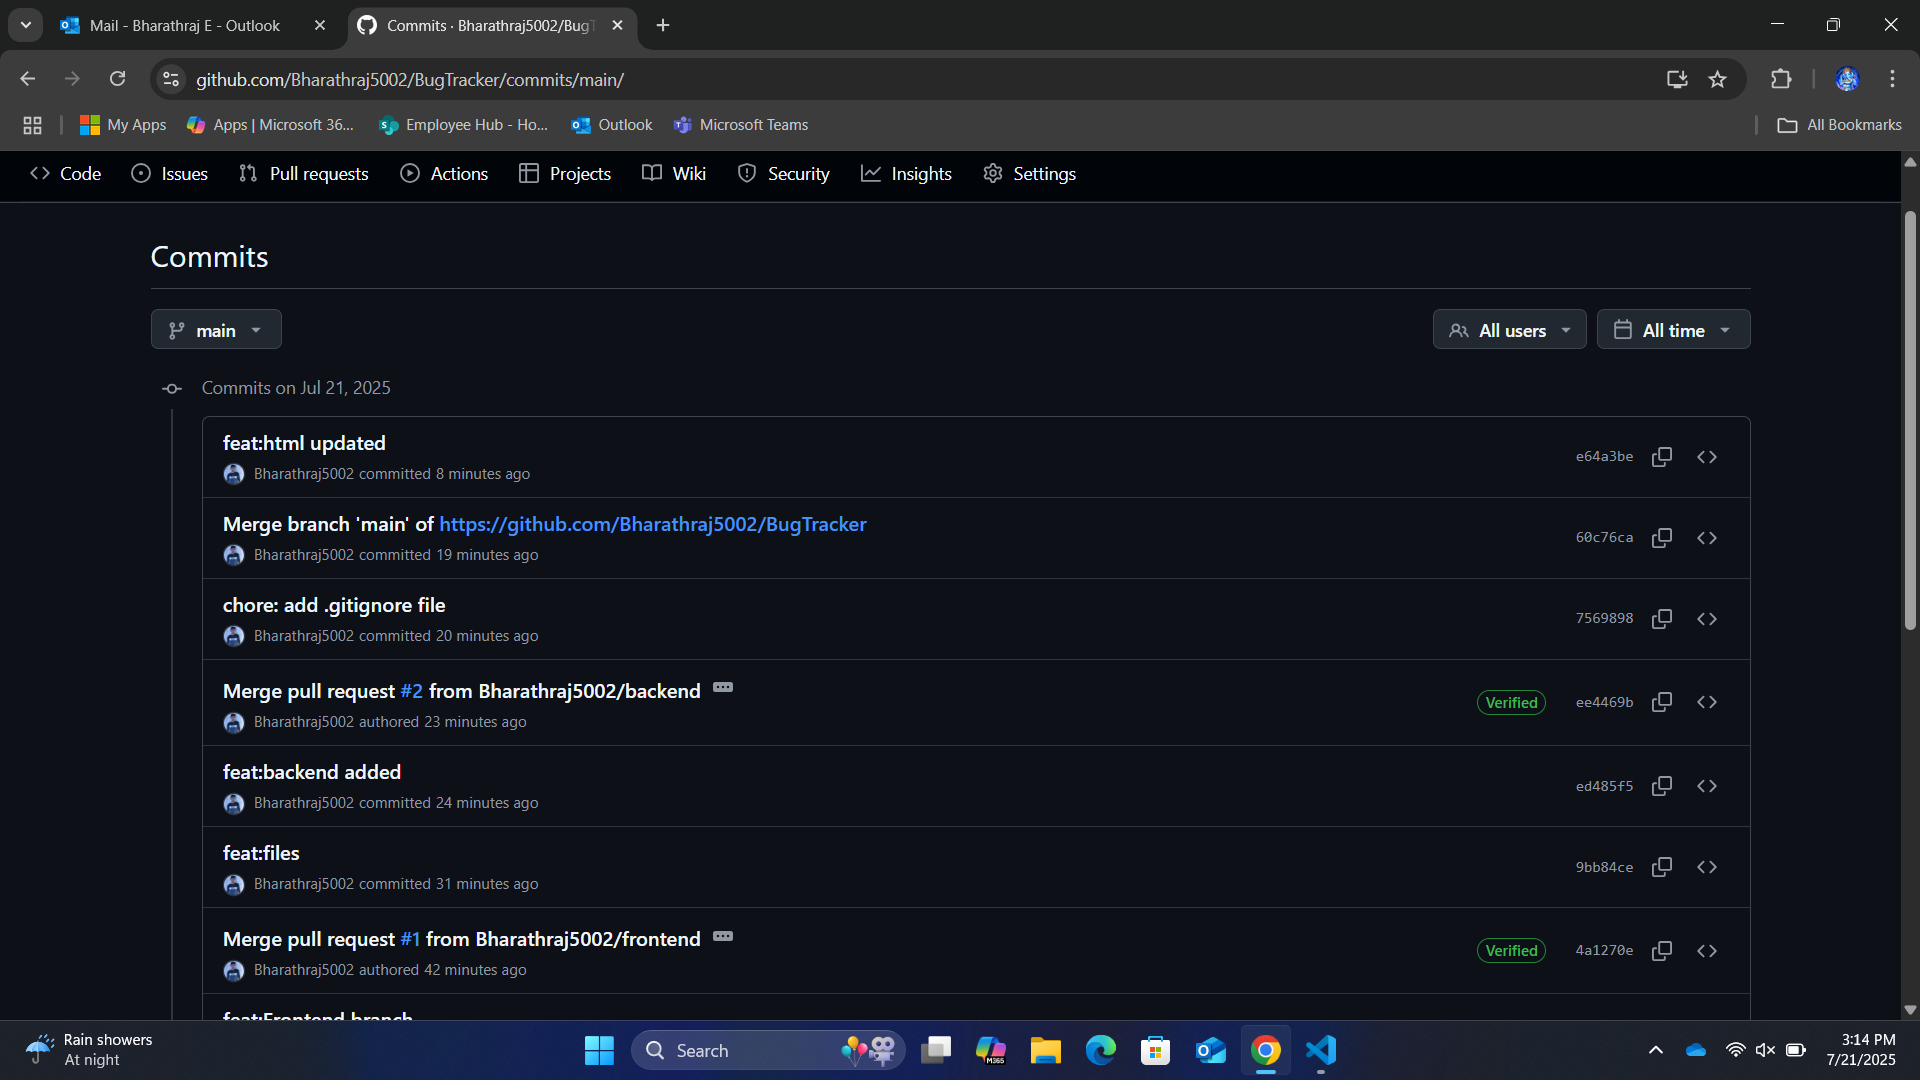 Mail - Bharathraj E - Outlook
Commits · Bharathraj5002/Bug
github.com/Bharathraj5002/BugTracker/commits/main/
My Apps
Apps | Microsoft 36...
Employee Hub - Ho...
Outlook
Microsoft Teams
All Bookmarks
Code
Issues
Pull requests
Actions
Projects
Wiki
Security
Insights
Settings
Commits
main
All users
All time
Commits on Jul 21, 2025
feat:html updated
Bharathraj5002 committed 8 minutes ago
e64a3be
Merge branch 'main' of https://github.com/Bharathraj5002/BugTracker
Bharathraj5002 committed 19 minutes ago
60c76ca
chore: add .gitignore file
Bharathraj5002 committed 20 minutes ago
7569898
Merge pull request #2 from Bharathraj5002/backend
Bharathraj5002 authored 23 minutes ago
Verified
ee4469b
feat:backend added
Bharathraj5002 committed 24 minutes ago
ed485f5
feat:files
Bharathraj5002 committed 31 minutes ago
9bb84ce
Merge pull request #1 from Bharathraj5002/frontend
Bharathraj5002 authored 42 minutes ago
Verified
4a1270e
feat:Frontend branch
Rain showers
At night
Search
M365
3:14 PM
7/21/2025